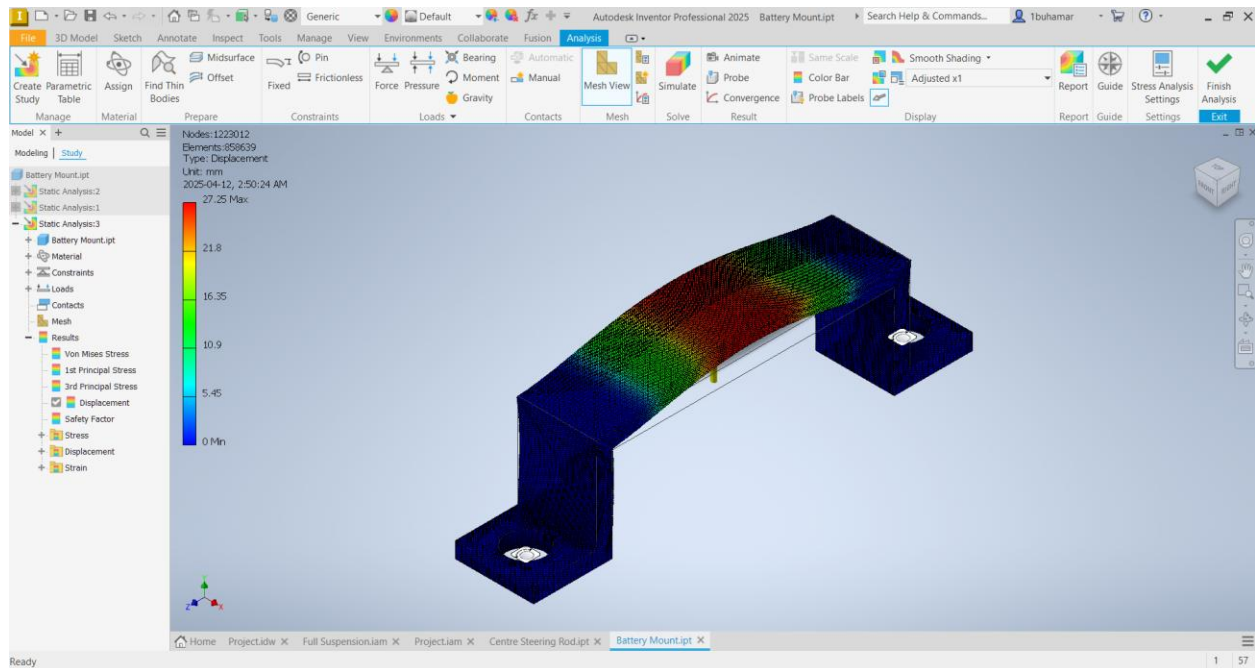 Generic
Default
Autodesk Inventor Professional 2025 Battery Mount.ipt
Search Help & Commands...
1buhamar
File 3D Model Sketch Annotate Inspect Tools Manage View Environments Collaborate Fusion Analysis
Create Study
Parametric Table
Manage
Assign
Material
Find Thin Bodies
Midsurface
Offset
Prepare
Fixed
Pin
Frictionless
Constraints
Force
Pressure
Bearing
Moment
Gravity
Loads
Automatic
Manual
Contacts
Mesh View
Mesh
Simulate
Solve
Animate
Probe
Convergence
Result
Same Scale
Color Bar
Probe Labels
Smooth Shading
Adjusted x1
Display
Report
Report
Guide
Guide
Stress Analysis Settings
Settings
Finish Analysis
Exit
Model
Modeling | Study
Battery Mount.ipt
Static Analysis:2
Static Analysis:1
Static Analysis:3
Battery Mount.ipt
Material
Constraints
Loads
Contacts
Mesh
Results
Von Mises Stress
1st Principal Stress
3rd Principal Stress
Displacement
Safety Factor
Stress
Displacement
Strain
Nodes:1223012
Elements:858639
Type: Displacement
Unit: mm
2025-04-12, 2:50:24 AM
27.25 Max
21.8
16.35
10.9
5.45
0 Min
FRONT RIGHT
Y
Z X
Home Project.idw Full Suspension.iam Project.iam Centre Steering Rod.ipt Battery Mount.ipt
Ready
1 57